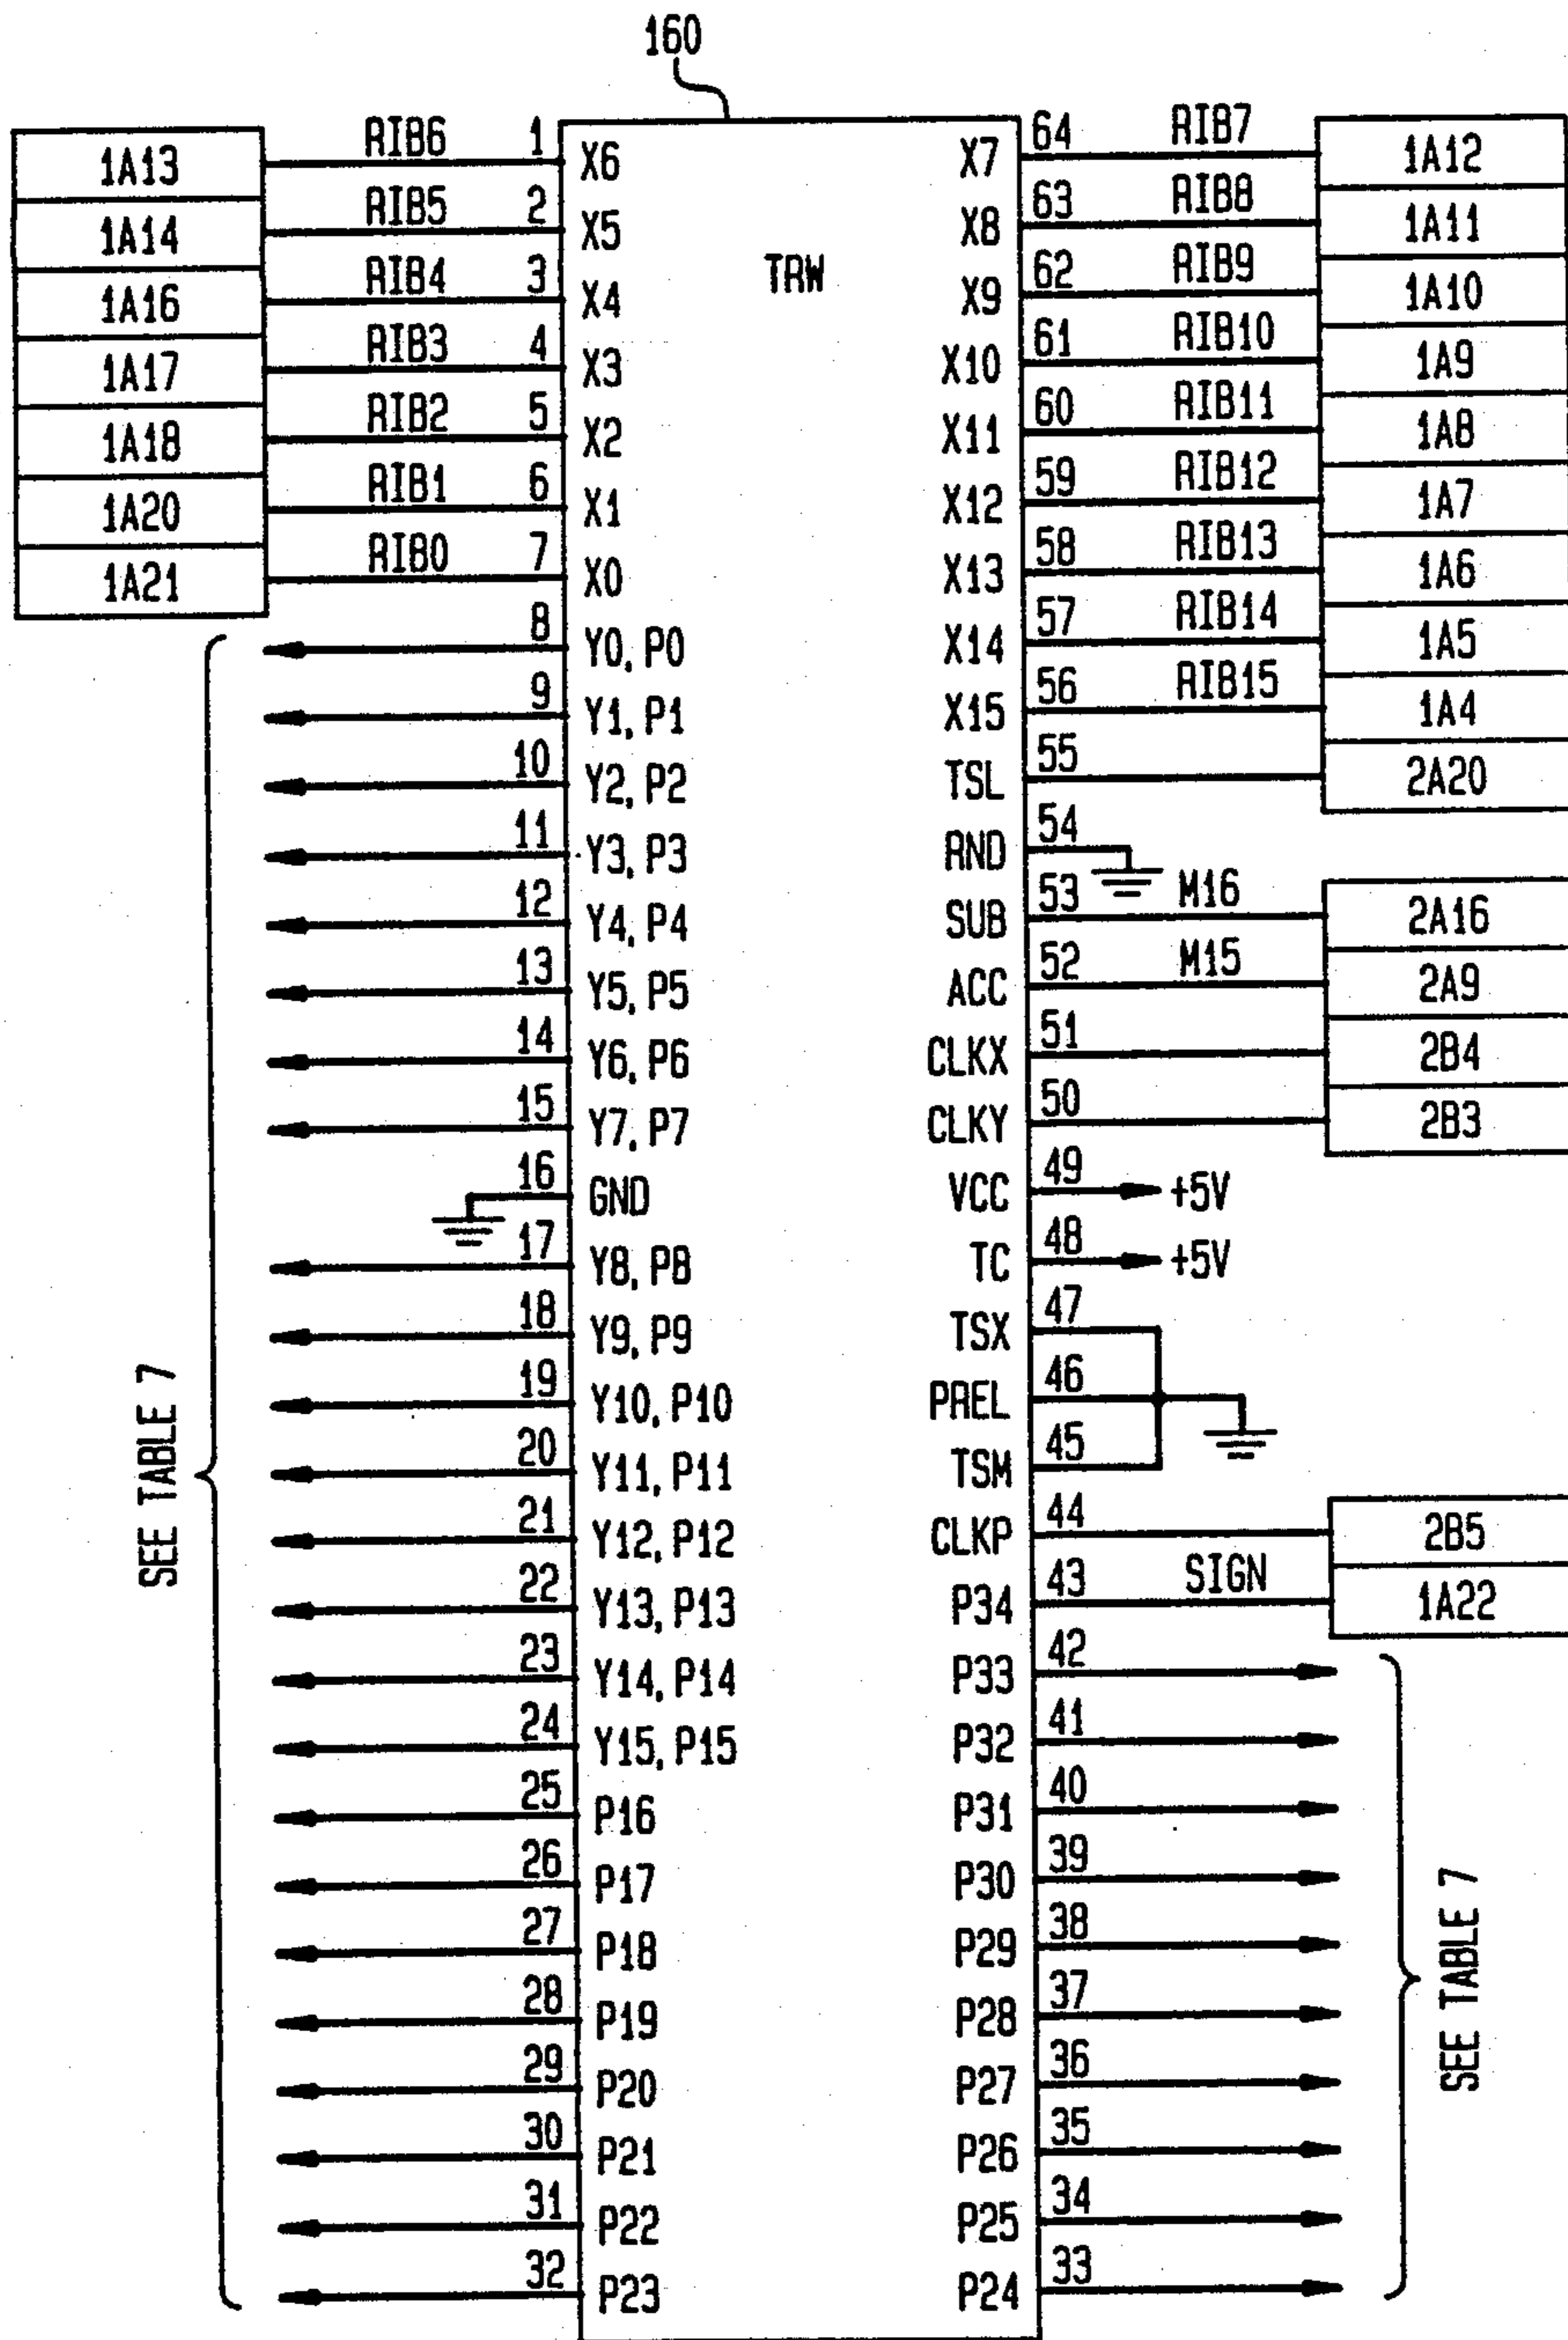 160
1A13 RIB6 1 X6 X7 64 RIB7 1A12
1A14 RIB5 2 X5 X8 63 RIB8 1A11
TRW
1A16 RIB4 3 X4 X9 62 RIB9 1A10
1A17 RIB3 4 X3 X10 61 RIB10 1A9
1A18 RIB2 5 X2 X11 60 RIB11 1A8
1A20 RIB1 6 X1 X12 59 RIB12 1A7
1A21 RIB0 7 X0 X13 58 RIB13 1A6
8 Y0, P0 X14 57 RIB14 1A5
9 Y1, P1 X15 56 RIB15 1A4
10 Y2, P2 TSL 55 2A20
11 Y3, P3 RND 54
12 Y4, P4 SUB 53 M16 2A16
13 Y5, P5 ACC 52 M15 2A9
14 Y6, P6 CLKX 51 2B4
15 Y7, P7 CLKY 50 2B3
16 GND VCC 49 +5V
17 Y8, P8 TC 48 +5V
18 Y9, P9 TSX 47
19 Y10, P10 PREL 46
SEE TABLE 7
20 Y11, P11 TSM 45
21 Y12, P12 CLKP 44 2B5
22 Y13, P13 P34 43 SIGN 1A22
23 Y14, P14 P33 42
24 Y15, P15 P32 41
25 P16 P31 40
26 P17 P30 39
27 P18 P29 38
SEE TABLE 7
28 P19 P28 37
29 P20 P27 36
30 P21 P26 35
31 P22 P25 34
32 P23 P24 33